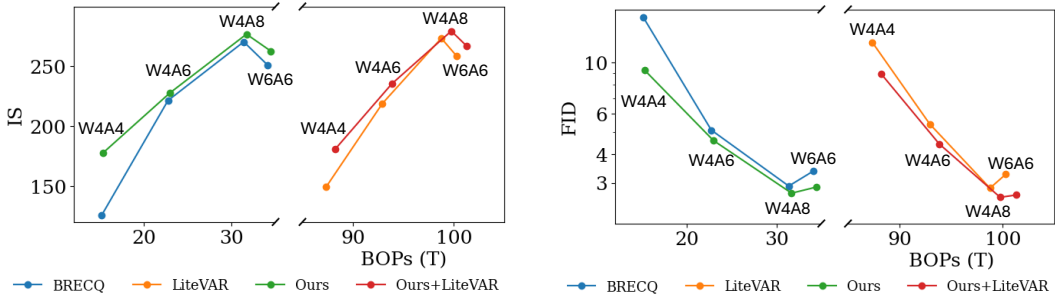 IS
250
200
150
W4A4
W4A6
W4A8
W6A6
W4A4
W4A6
W4A8
W6A6
20
30
90
100
BOPs (T)
BRECQ
LiteVAR
Ours
Ours+LiteVAR
FID
10
6
4
3
W4A4
W4A6
W4A8
W6A6
W4A4
W4A6
W4A8
W6A6
20
30
90
100
BOPs (T)
BRECQ
LiteVAR
Ours
Ours+LiteVAR